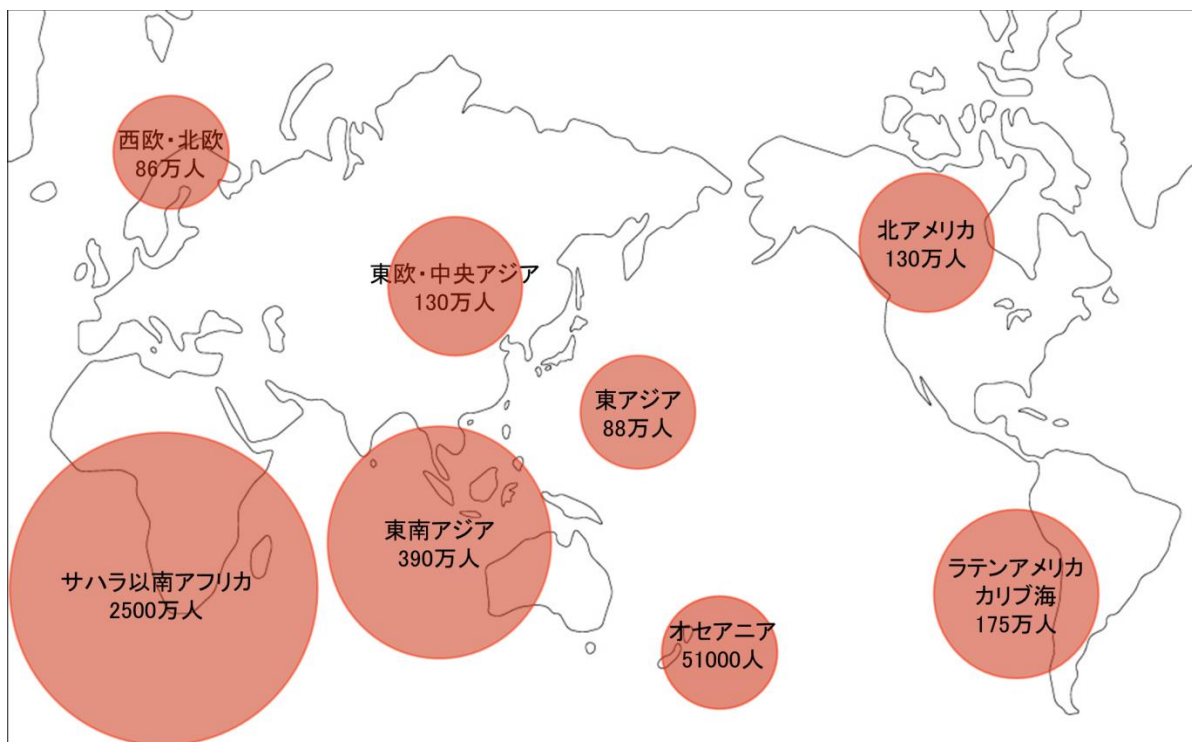 西欧・北欧
86万人
東欧・中央アジア
130万人
北アメリカ
130万人
東アジア
88万人
サハラ以南アフリカ
2500万人
東南アジア
390万人
オセアニア
51000人
ラテンアメリカ
カリブ海
175万人